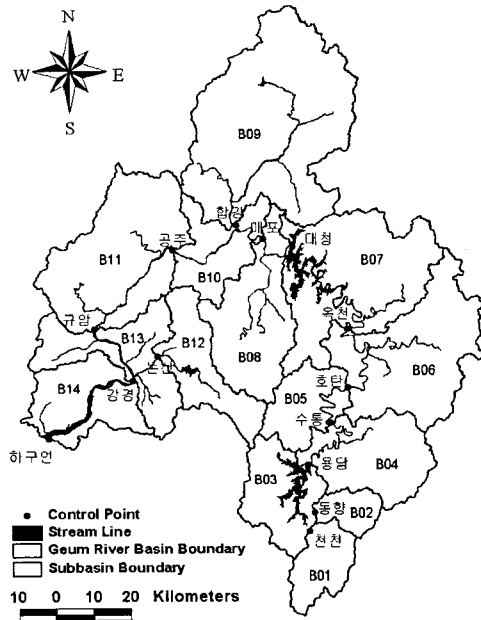 N
W E
S
B09
합강
매포
공주
대청
B11
B07
B10
규암
옥천
B13
B12
논산
B08
B06
호탄
B14
강경
B05
수통
하구언
용담
B03
B04
동향
B02
천천
B01
Control Point
Stream Line
Geum River Basin Boundary
Subbasin Boundary
10 0 10 20 Kilometers